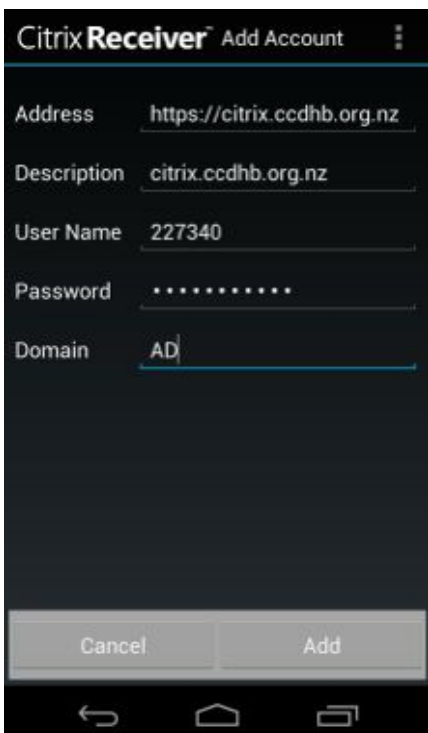 Citrix Receiver™ Add Account
Address https://citrix.ccdhb.org.nz
Description citrix.ccdhb.org.nz
User Name 227340
Password •••••••••••
Domain AD
Cancel Add